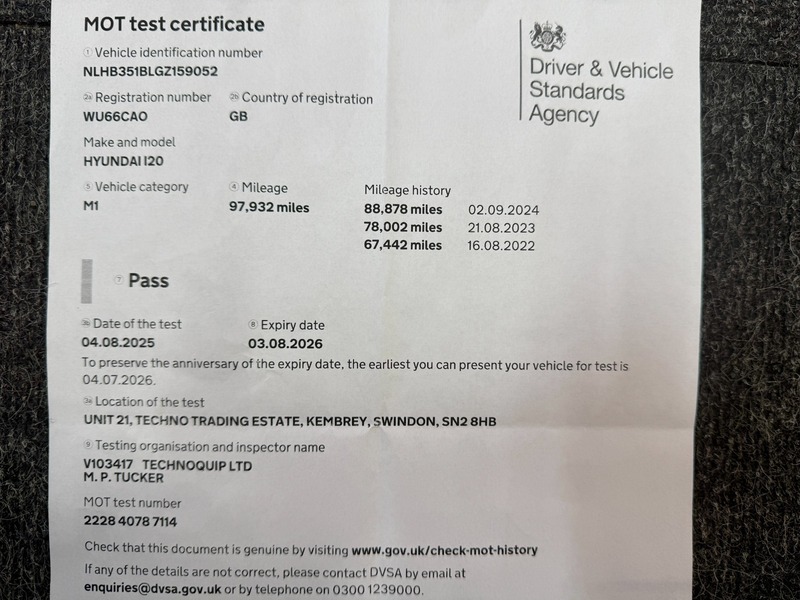 MOT test certificate
1 Vehicle identification number
NLHB351BLGZ159052
2a Registration number 2b Country of registration
WU66CAO GB
Make and model
HYUNDAI I20
5 Vehicle category 4 Mileage Mileage history
M1 97,932 miles 88,878 miles 02.09.2024
78,002 miles 21.08.2023
67,442 miles 16.08.2022
7 Pass
3b Date of the test 8 Expiry date
04.08.2025 03.08.2026
To preserve the anniversary of the expiry date, the earliest you can present your vehicle for test is
04.07.2026.
3a Location of the test
UNIT 21, TECHNO TRADING ESTATE, KEMBREY, SWINDON, SN2 8HB
9 Testing organisation and inspector name
V103417 TECHNOQUIP LTD
M. P. TUCKER
MOT test number
2228 4078 7114
Check that this document is genuine by visiting www.gov.uk/check-mot-history
If any of the details are not correct, please contact DVSA by email at
enquiries@dvsa.gov.uk or by telephone on 0300 1239000.
Driver & Vehicle
Standards
Agency